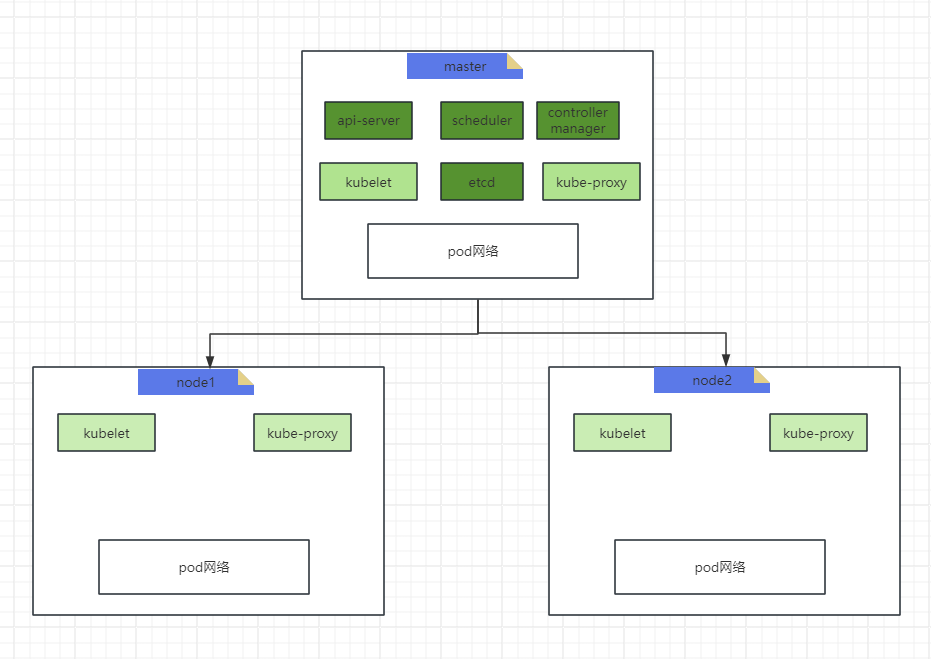 master
api-server
scheduler
controller
manager
kubelet
etcd
kube-proxy
pod网络
node1
kubelet
kube-proxy
pod网络
node2
kubelet
kube-proxy
pod网络